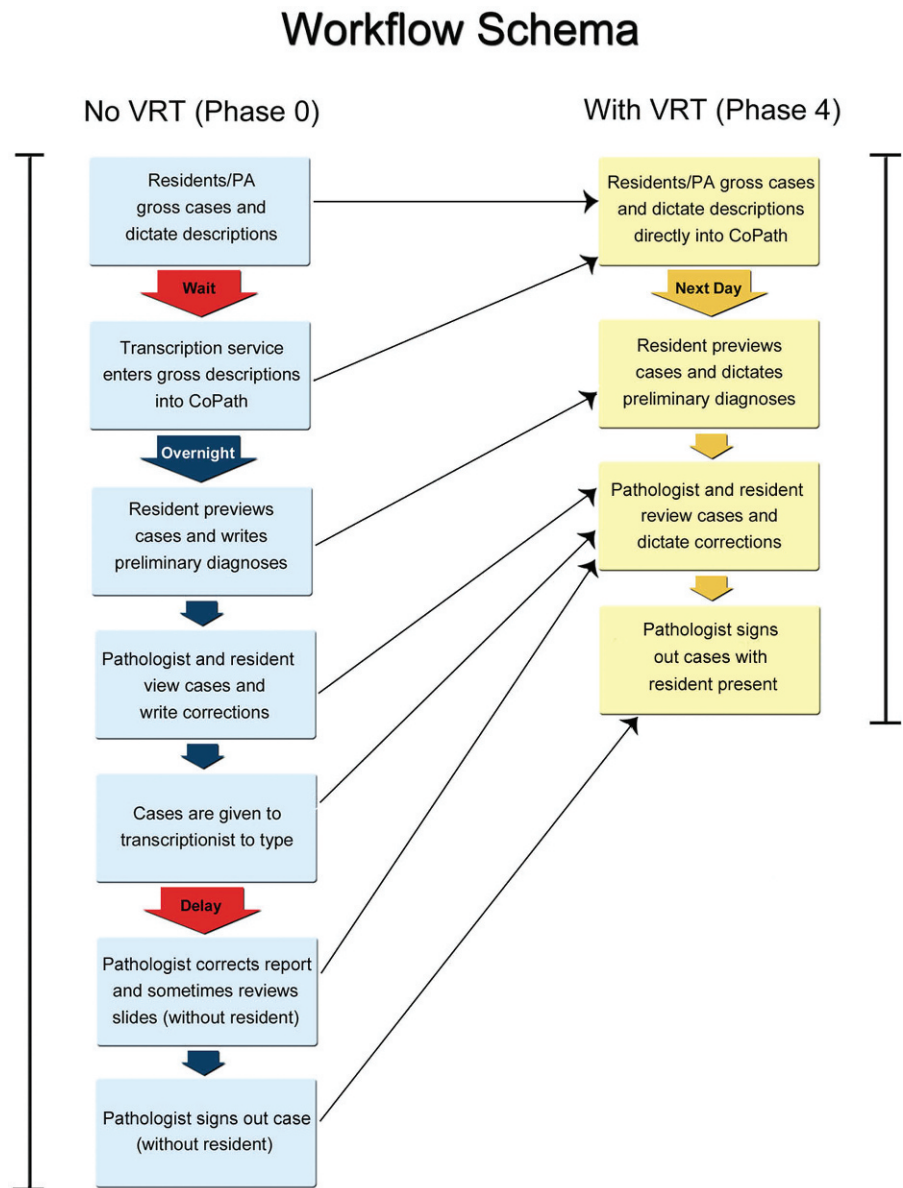 Workflow Schema
No VRT (Phase 0)
Residents/PA
gross cases and
dictate descriptions
Wait
Transcription service
enters gross descriptions
into CoPath
Overnight
Resident previews
cases and writes
preliminary diagnoses
Pathologist and resident
view cases and
write corrections
Cases are given to
transcriptionist to type
Delay
Pathologist corrects report
and sometimes reviews
slides (without resident)
Pathologist signs out case
(without resident)
With VRT (Phase 4)
Residents/PA gross cases
and dictate descriptions
directly into CoPath
Next Day
Resident previews
cases and dictates
preliminary diagnoses
Pathologist and resident
review cases and
dictate corrections
Pathologist signs
out cases with
resident present